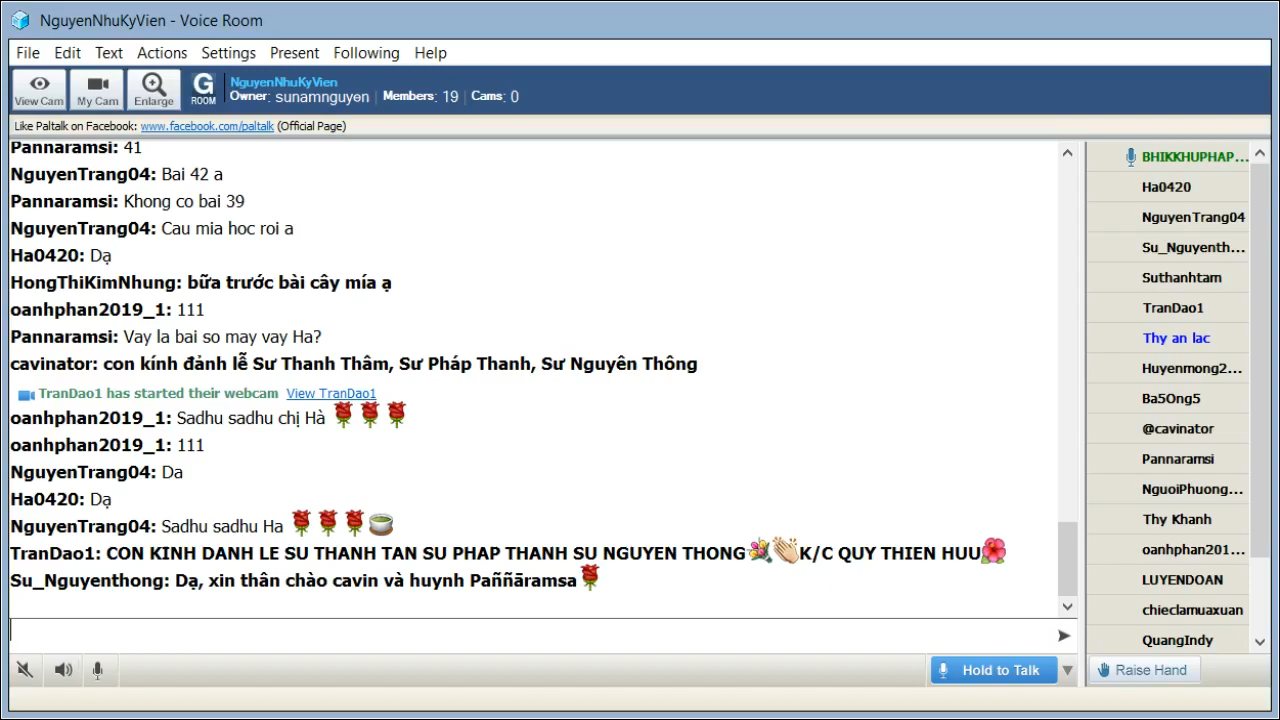 NguyenNhuKyVien - Voice Room
File Edit Text Actions Settings Present Following Help
View Cam My Cam Enlarge G ROOM
NguyenNhuKyVien
Owner: sunamnguyen | Members: 19 | Cams: 0
Like Paltalk on Facebook: www.facebook.com/paltalk (Official Page)
Pannaramsi: 41
NguyenTrang04: Bai 42 a
Pannaramsi: Khong co bai 39
NguyenTrang04: Cau mia hoc roi a
Ha0420: Dạ
HongThiKimNhung: bữa trước bài cây mía ạ
oanhphan2019_1: 111
Pannaramsi: Vay la bai so may vay Ha?
cavinator: con kính đảnh lễ Sư Thanh Thâm, Sư Pháp Thanh, Sư Nguyên Thông
TranDao1 has started their webcam View TranDao1
oanhphan2019_1: Sadhu sadhu chị Hà
oanhphan2019_1: 111
NguyenTrang04: Da
Ha0420: Dạ
NguyenTrang04: Sadhu sadhu Ha
TranDao1: CON KINH DANH LE SU THANH TAN SU PHAP THANH SU NGUYEN THONG K/C QUY THIEN HUU
Su_Nguyenthong: Dạ, xin thân chào cavin và huynh Paññāramsa
Hold to Talk
BHIKKHUPHAP...
Ha0420
NguyenTrang04
Su_Nguyenth...
Suthanhtam
TranDao1
Thy an lac
Huyenmong2...
Ba5Ong5
@cavinator
Pannaramsi
NguoiPhuong...
Thy Khanh
oanhphan201...
LUYENDOAN
chieclamuaxuan
QuangIndy
Raise Hand